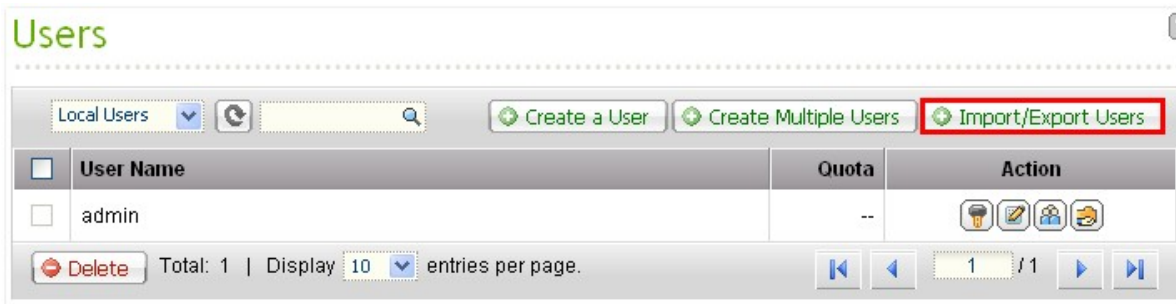 Users
Local Users Create a User Create Multiple Users Import/Export Users
User Name Quota Action
admin --
Delete Total: 1 | Display 10 entries per page. 1 / 1